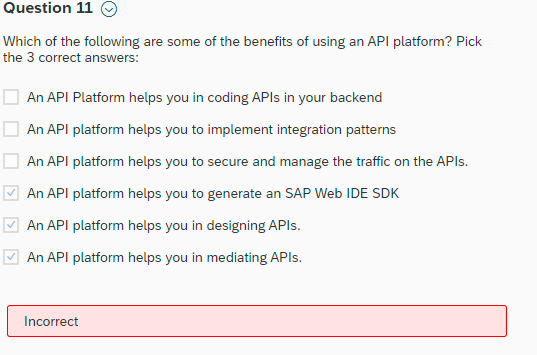 Question 11
Which of the following are some of the benefits of using an API platform? Pick
the 3 correct answers:
An API Platform helps you in coding APIs in your backend
An API platform helps you to implement integration patterns
An API platform helps you to secure and manage the traffic on the APIs.
An API platform helps you to generate an SAP Web IDE SDK
An API platform helps you in designing APIs.
An API platform helps you in mediating APIs.
Incorrect